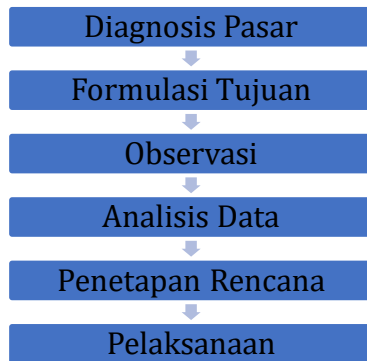 Diagnosis Pasar
Formulasi Tujuan
Observasi
Analisis Data
Penetapan Rencana
Pelaksanaan